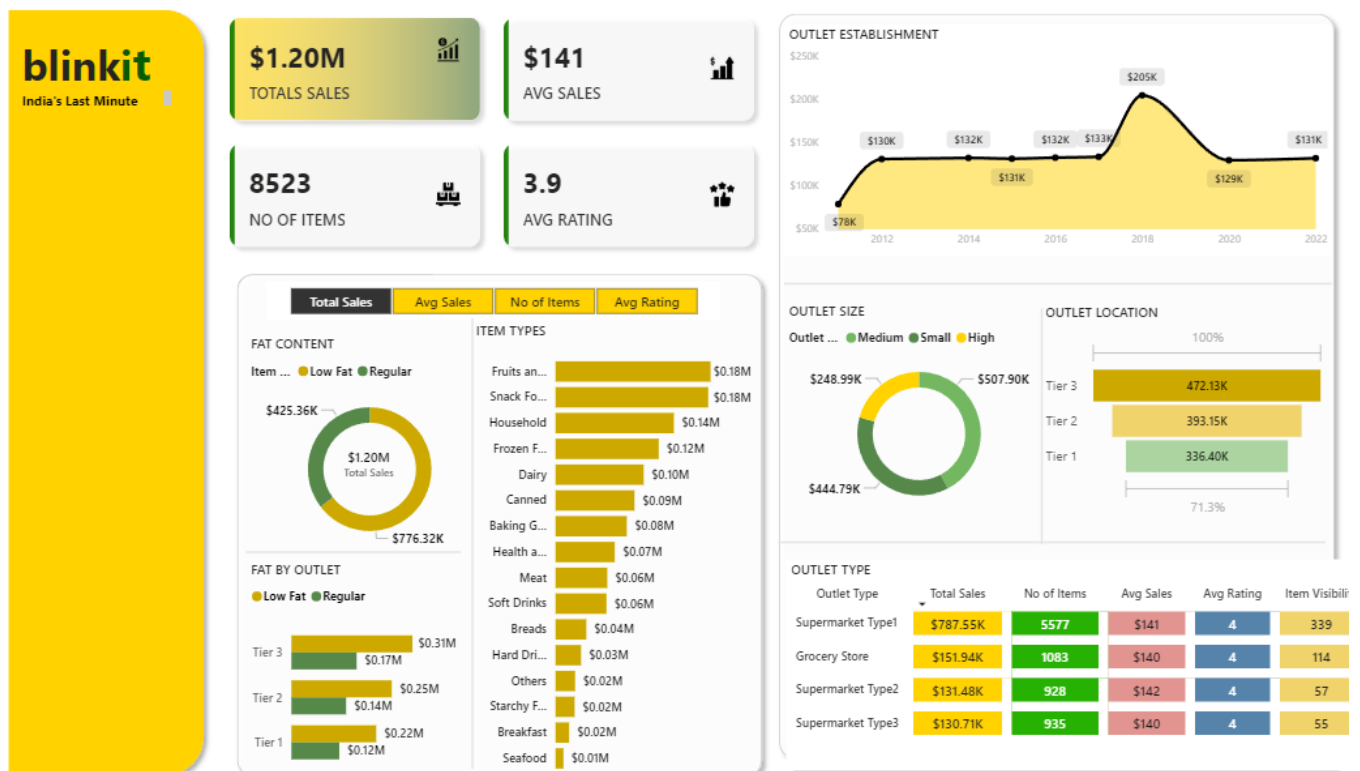 blinkit
India's Last Minute
$1.20M
TOTALS SALES
$141
AVG SALES
8523
NO OF ITEMS
3.9
AVG RATING
Total Sales
Avg Sales
No of Items
Avg Rating
FAT CONTENT
Item ... Low Fat Regular
$425.36K
$1.20M
Total Sales
$776.32K
FAT BY OUTLET
Low Fat Regular
Tier 3 $0.31M
$0.17M
Tier 2 $0.25M
$0.14M
Tier 1 $0.22M
$0.12M
ITEM TYPES
Fruits an... $0.18M
Snack Fo... $0.18M
Household $0.14M
Frozen F... $0.12M
Dairy $0.10M
Canned $0.09M
Baking G... $0.08M
Health a... $0.07M
Meat $0.06M
Soft Drinks $0.06M
Breads $0.04M
Hard Dri... $0.03M
Others $0.02M
Starchy F... $0.02M
Breakfast $0.02M
Seafood $0.01M
OUTLET ESTABLISHMENT
$250K
$200K
$150K
$100K
$50K
$78K
$130K
$132K
$131K
$132K
$133K
$205K
$129K
$131K
2012 2014 2016 2018 2020 2022
OUTLET SIZE
Outlet ... Medium Small High
$248.99K
$507.90K
$444.79K
OUTLET LOCATION
100%
Tier 3 472.13K
Tier 2 393.15K
Tier 1 336.40K
71.3%
OUTLET TYPE
Outlet Type Total Sales No of Items Avg Sales Avg Rating Item Visibili
Supermarket Type1 $787.55K 5577 $141 4 339
Grocery Store $151.94K 1083 $140 4 114
Supermarket Type2 $131.48K 928 $142 4 57
Supermarket Type3 $130.71K 935 $140 4 55